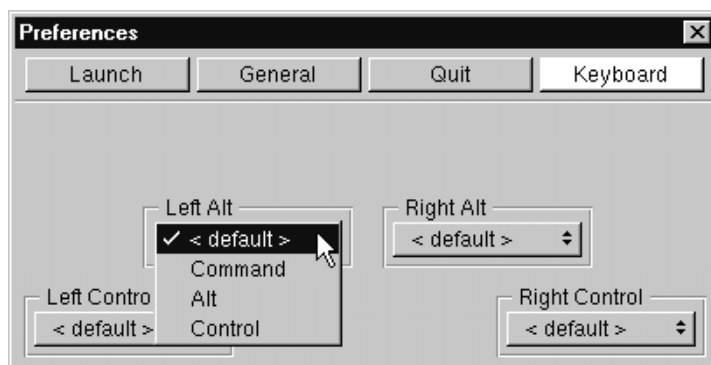 Preferences
Launch General Quit Keyboard
Left Alt Right Alt
< default > < default >
Command
Left Contro Alt Right Control
< default > Control < default >